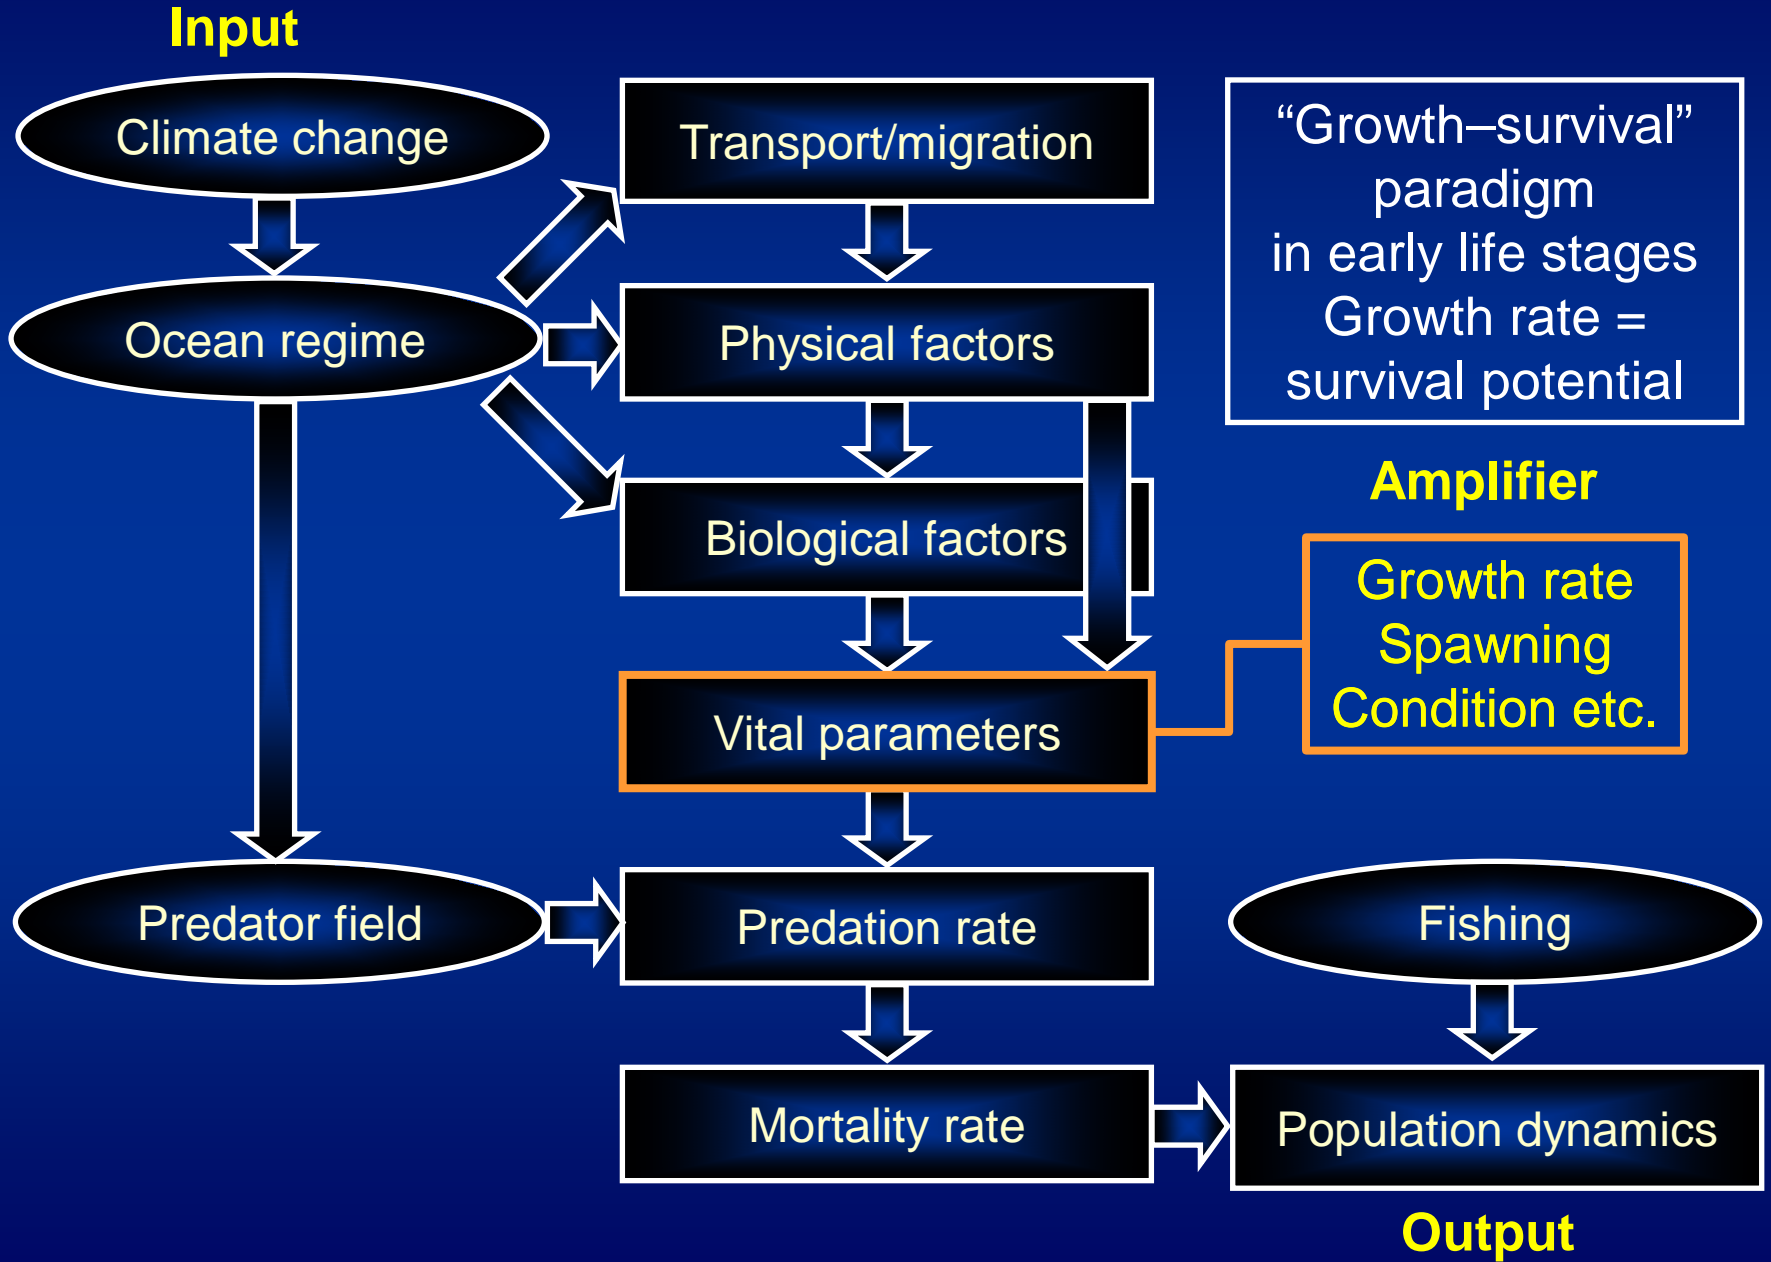 Input
Climate change
Transport/migration
“Growth–survival”
paradigm
in early life stages
Growth rate =
survival potential
Ocean regime
Physical factors
Amplifier
Biological factors
Growth rate
Spawning
Condition etc.
Vital parameters
Predator field
Predation rate
Fishing
Mortality rate
Population dynamics
Output